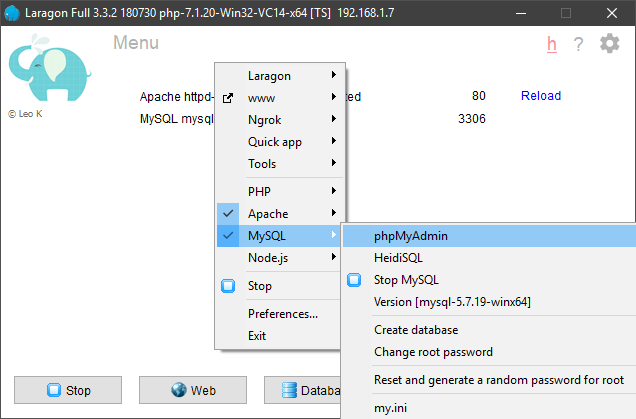 Laragon Full 3.3.2 180730 php-7.1.20-Win32-VC14-x64 [TS] 192.168.1.7
Menu
h ?
© Leo K
Apache httpd- ted 80 Reload
MySQL mysql 3306
Laragon
www
Ngrok
Quick app
Tools
PHP
Apache
MySQL
Node.js
Stop
Preferences...
Exit
phpMyAdmin
HeidiSQL
Stop MySQL
Version [mysql-5.7.19-winx64]
Create database
Change root password
Reset and generate a random password for root
my.ini
Stop
Web
Databa